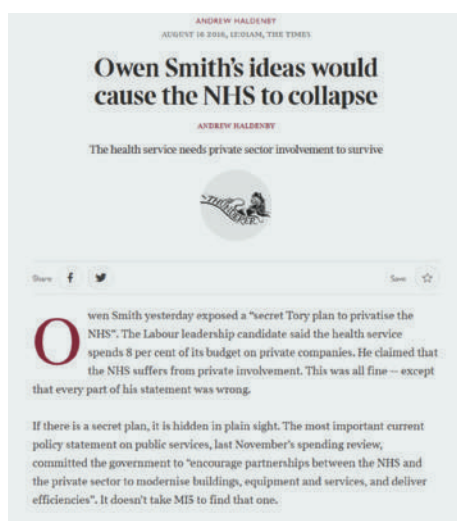 ANDREW HALDENBY
AUGUST 16 2016, 12:01AM, THE TIMES
Owen Smith's ideas would
cause the NHS to collapse
ANDREW HALDENBY
The health service needs private sector involvement to survive
THUNDERER
Share
Save
Owen Smith yesterday exposed a “secret Tory plan to privatise the
NHS”. The Labour leadership candidate said the health service
spends 8 per cent of its budget on private companies. He claimed that
the NHS suffers from private involvement. This was all fine — except
that every part of his statement was wrong.
If there is a secret plan, it is hidden in plain sight. The most important current
policy statement on public services, last November's spending review,
committed the government to “encourage partnerships between the NHS and
the private sector to modernise buildings, equipment and services, and deliver
efficiencies”. It doesn't take MI5 to find that one.